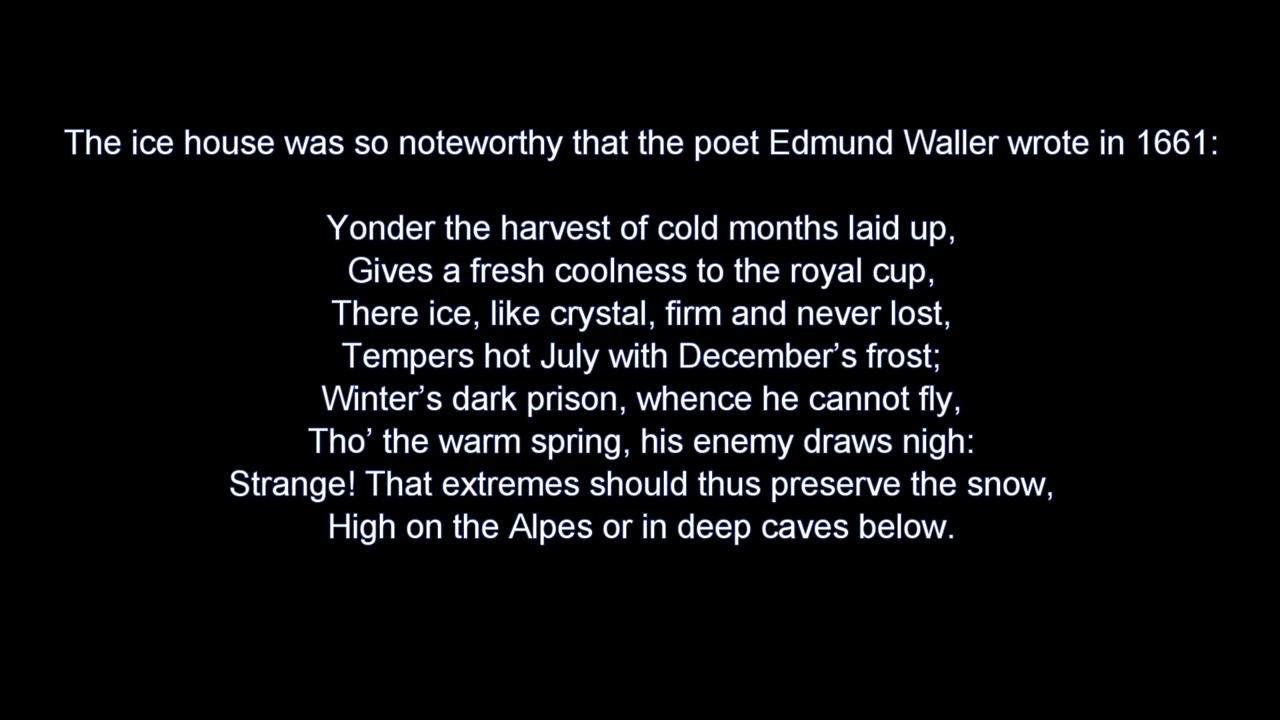 The ice house was so noteworthy that the poet Edmund Waller wrote in 1661:
Yonder the harvest of cold months laid up,
Gives a fresh coolness to the royal cup,
There ice, like crystal, firm and never lost,
Tempers hot July with December’s frost;
Winter’s dark prison, whence he cannot fly,
Tho’ the warm spring, his enemy draws nigh:
Strange! That extremes should thus preserve the snow,
High on the Alpes or in deep caves below.